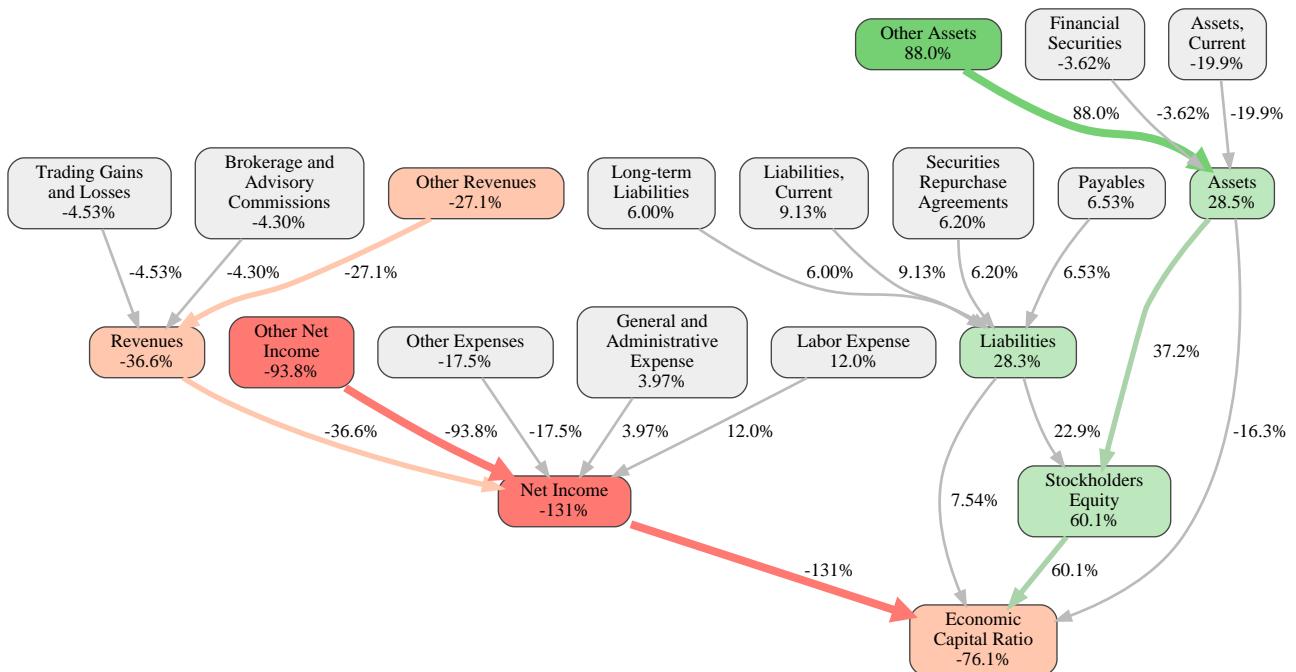 Other Assets
88.0%
Financial
Securities
-3.62%
Assets,
Current
-19.9%
88.0%
-3.62%
-19.9%
Trading Gains
and Losses
-4.53%
Brokerage and
Advisory
Commissions
-4.30%
Other Revenues
-27.1%
Long-term
Liabilities
6.00%
Liabilities,
Current
9.13%
Securities
Repurchase
Agreements
6.20%
Payables
6.53%
Assets
28.5%
-4.53%
-4.30%
-27.1%
6.00%
9.13%
6.20%
6.53%
Revenues
-36.6%
Other Net
Income
-93.8%
Other Expenses
-17.5%
General and
Administrative
Expense
3.97%
Labor Expense
12.0%
Liabilities
28.3%
37.2%
-36.6%
-93.8%
-17.5%
3.97%
12.0%
22.9%
-16.3%
Net Income
-131%
7.54%
Stockholders
Equity
60.1%
-131%
60.1%
Economic
Capital Ratio
-76.1%